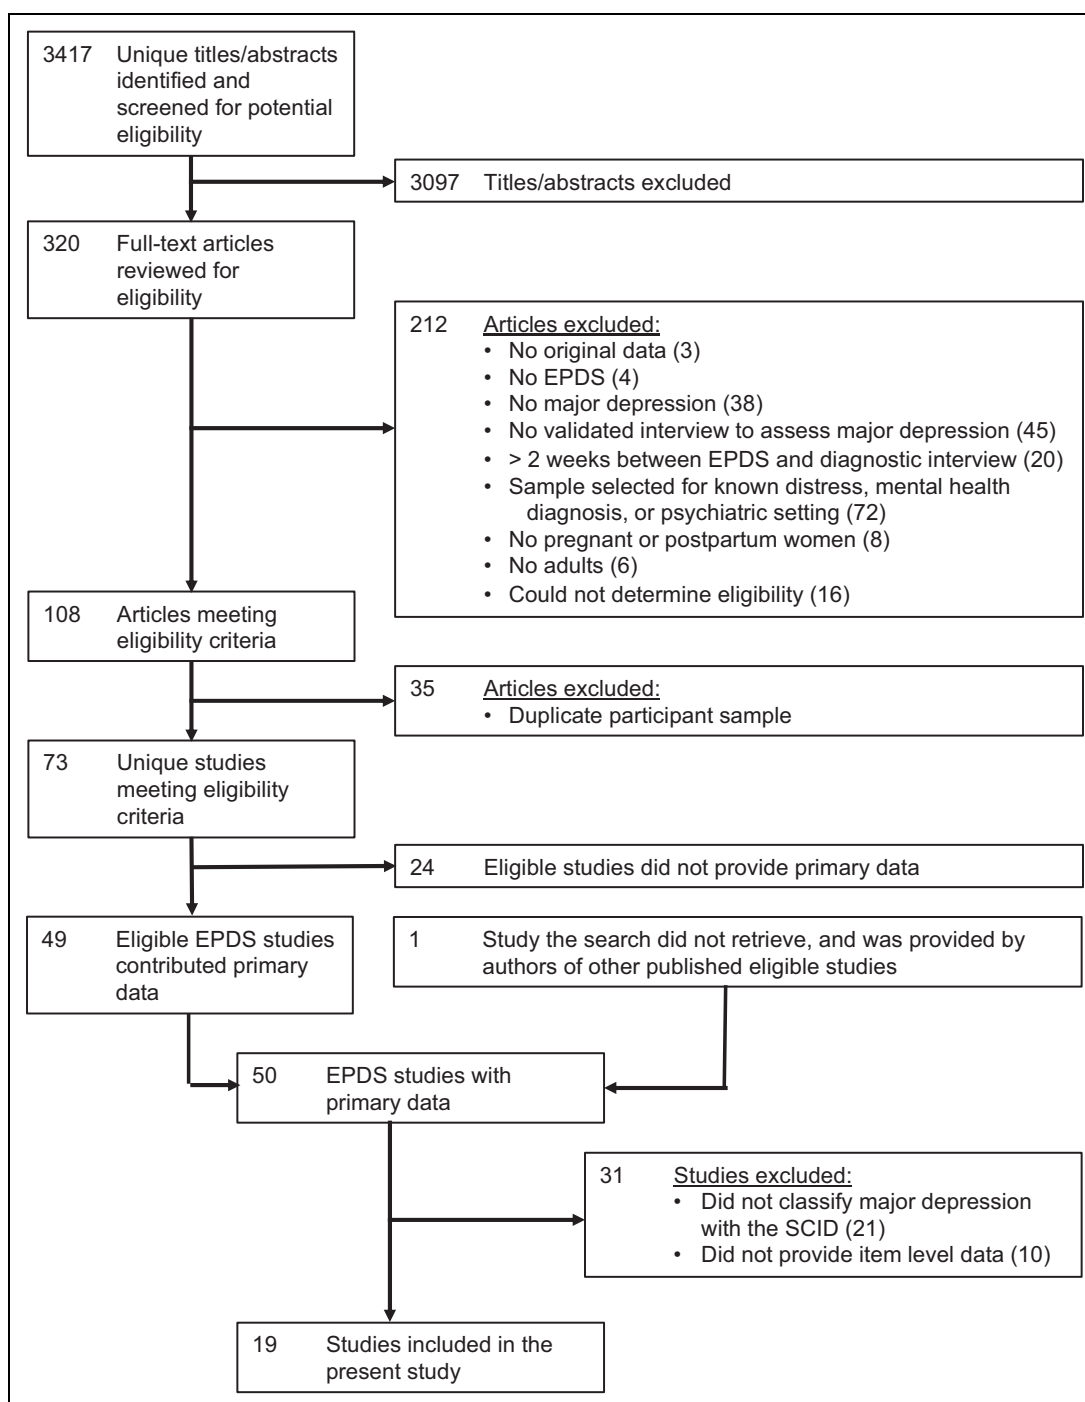 3417 Unique titles/abstracts
identified and
screened for potential
eligibility
3097 Titles/abstracts excluded
320 Full-text articles
reviewed for
eligibility
212 Articles excluded:
• No original data (3)
• No EPDS (4)
• No major depression (38)
• No validated interview to assess major depression (45)
• > 2 weeks between EPDS and diagnostic interview (20)
• Sample selected for known distress, mental health
diagnosis, or psychiatric setting (72)
• No pregnant or postpartum women (8)
• No adults (6)
• Could not determine eligibility (16)
108 Articles meeting
eligibility criteria
35 Articles excluded:
• Duplicate participant sample
73 Unique studies
meeting eligibility
criteria
24 Eligible studies did not provide primary data
49 Eligible EPDS studies
contributed primary
data
1 Study the search did not retrieve, and was provided by
authors of other published eligible studies
50 EPDS studies with
primary data
31 Studies excluded:
• Did not classify major depression
with the SCID (21)
• Did not provide item level data (10)
19 Studies included in the
present study